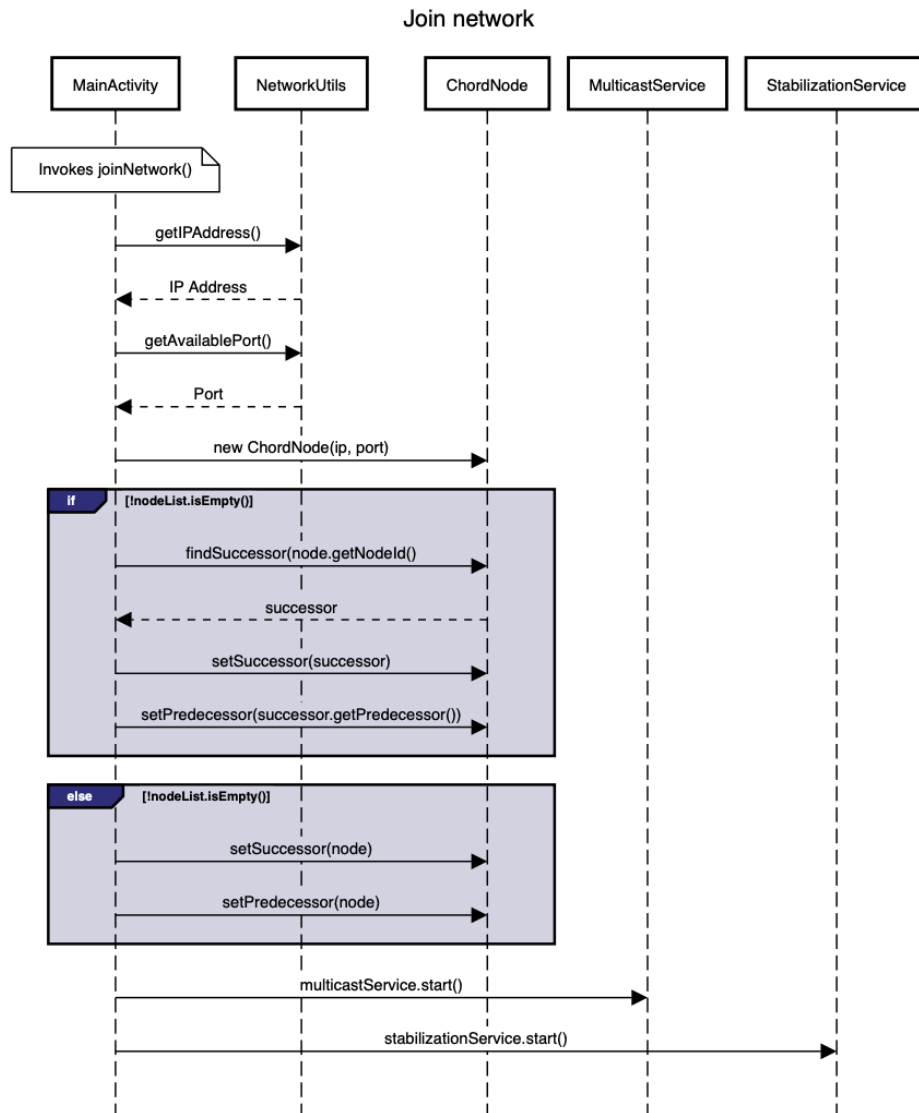 Join network
MainActivity
NetworkUtils
ChordNode
MulticastService
StabilizationService
Invokes joinNetwork()
getIPAddress()
IP Address
getAvailablePort()
Port
new ChordNode(ip, port)
if [!nodeList.isEmpty()]
findSuccessor(node.getNodeId()
successor
setSuccessor(successor)
setPredecessor(successor.getPredecessor())
else [!nodeList.isEmpty()]
setSuccessor(node)
setPredecessor(node)
multicastService.start()
stabilizationService.start()